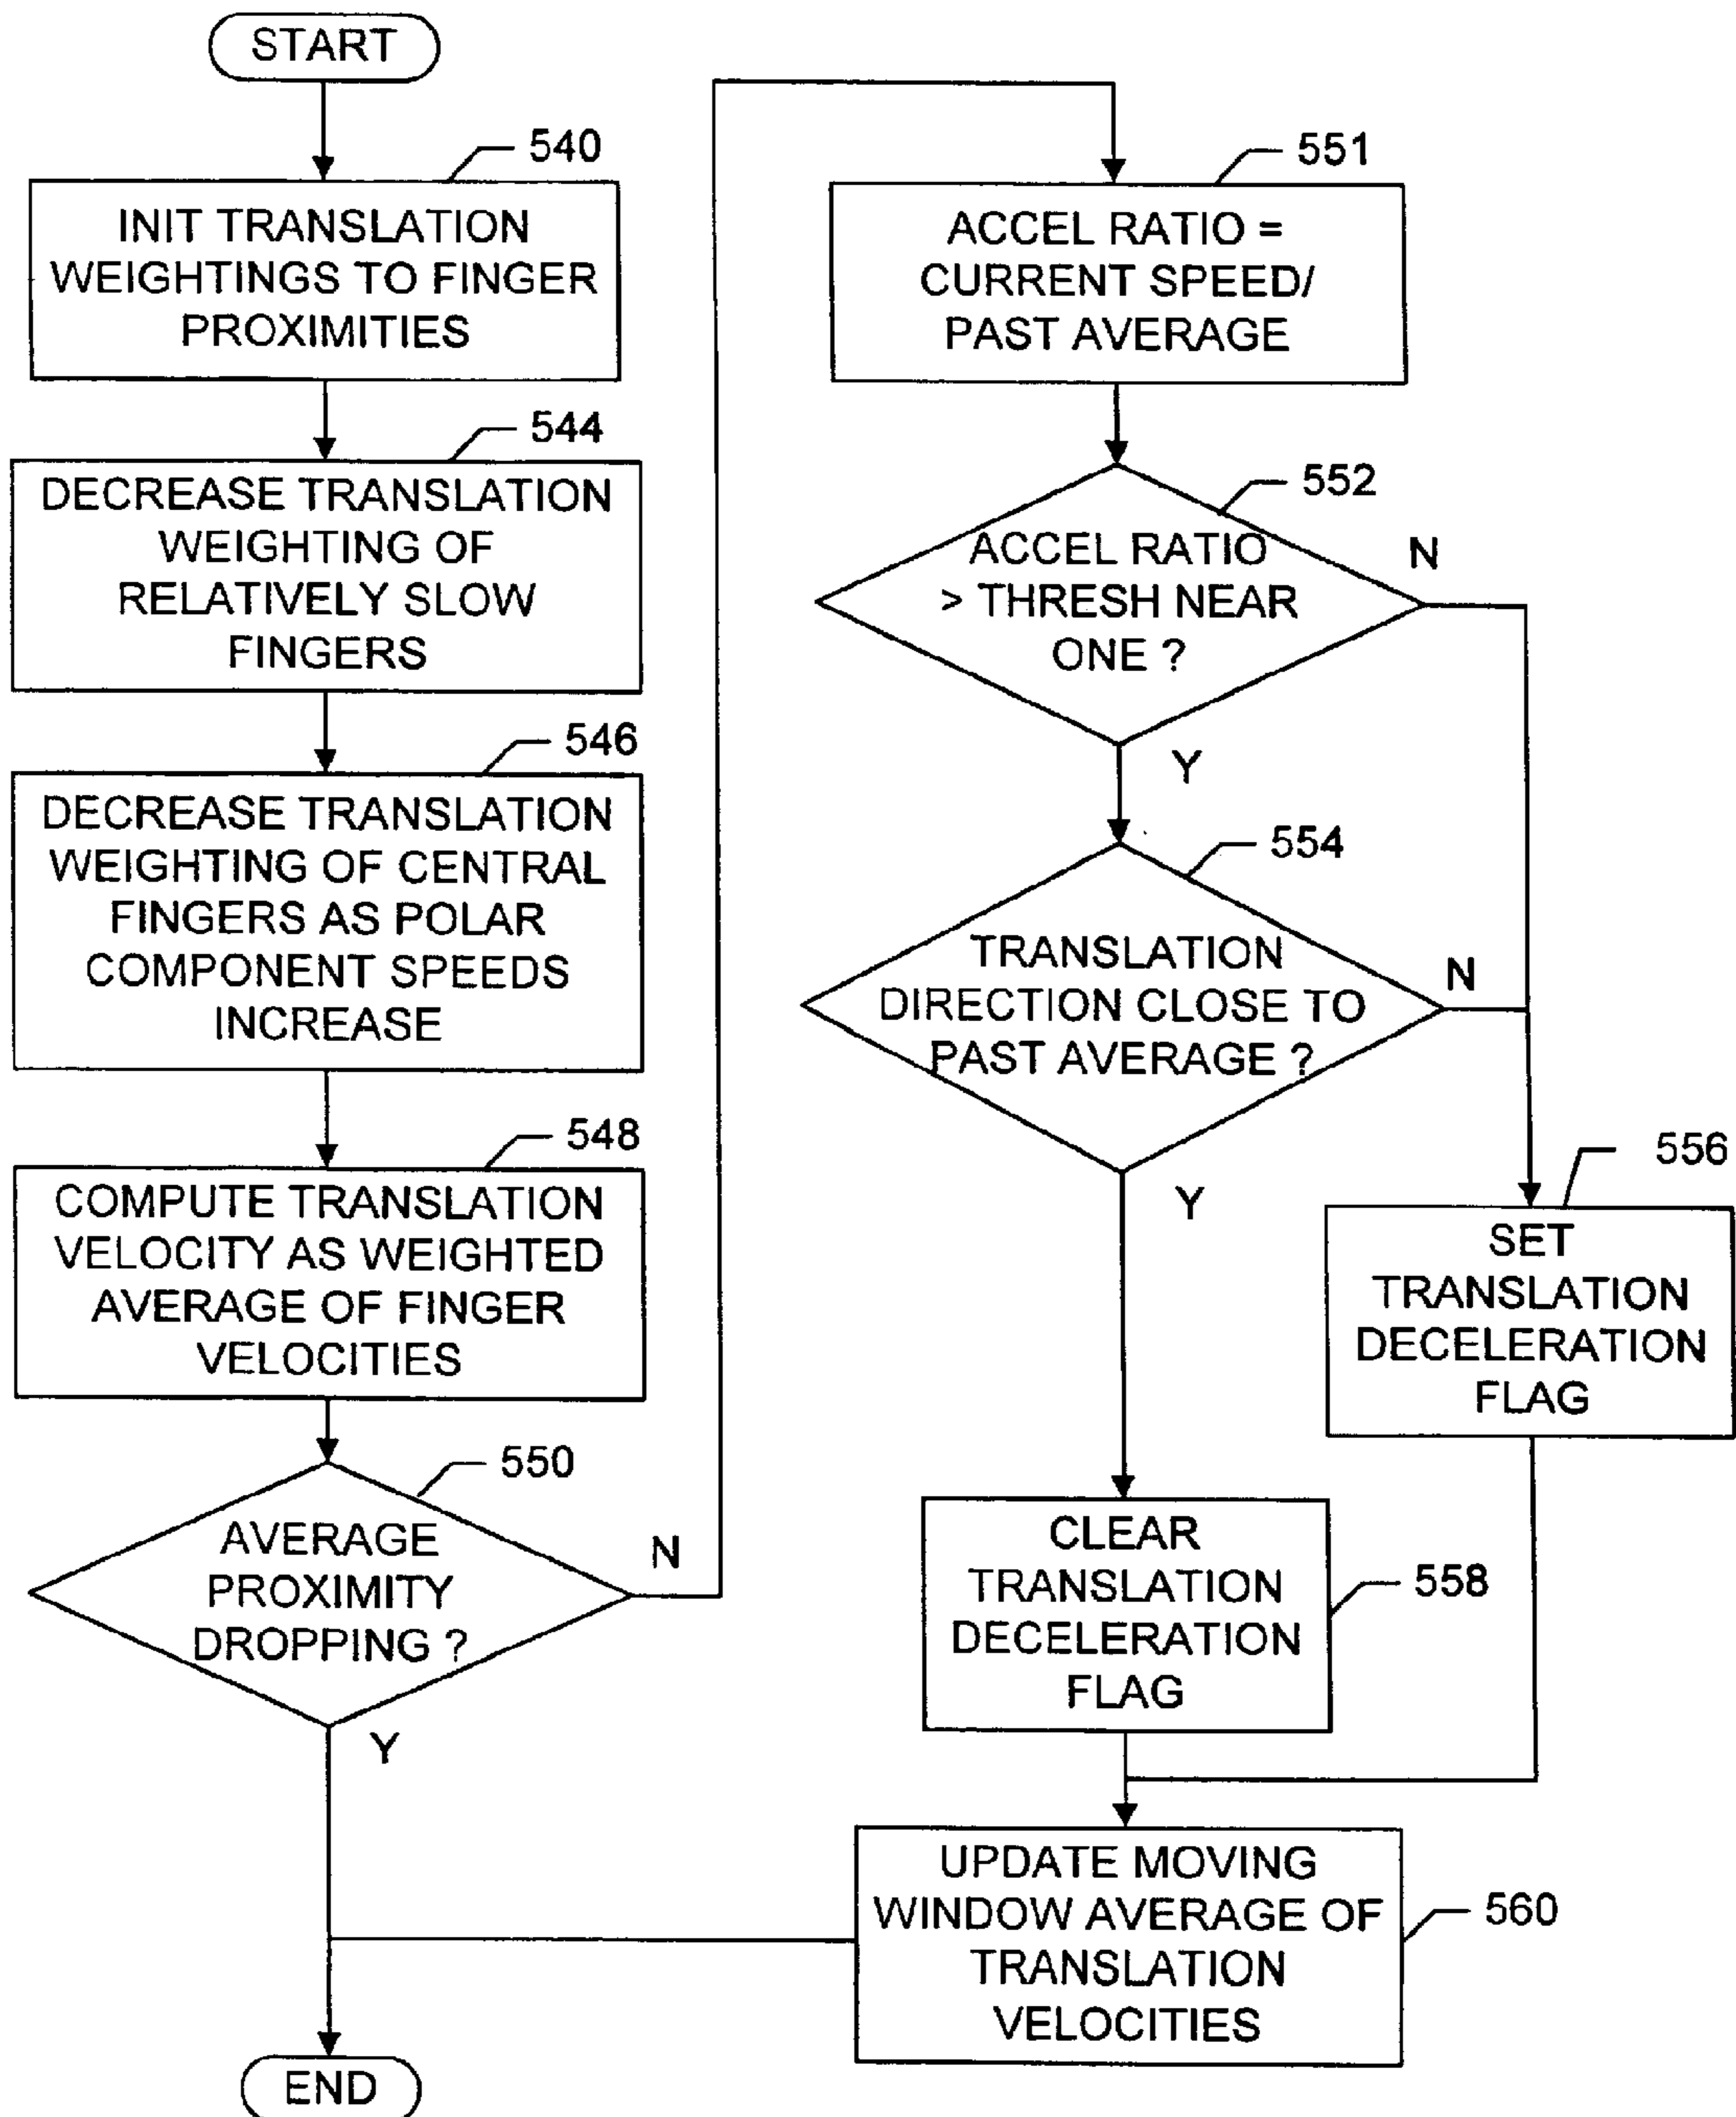 START
540
INIT TRANSLATION
WEIGHTINGS TO FINGER
PROXIMITIES
544
DECREASE TRANSLATION
WEIGHTING OF
RELATIVELY SLOW
FINGERS
546
DECREASE TRANSLATION
WEIGHTING OF CENTRAL
FINGERS AS POLAR
COMPONENT SPEEDS
INCREASE
548
COMPUTE TRANSLATION
VELOCITY AS WEIGHTED
AVERAGE OF FINGER
VELOCITIES
550
AVERAGE
PROXIMITY
DROPPING ?
N
Y
551
ACCEL RATIO =
CURRENT SPEED/
PAST AVERAGE
552
ACCEL RATIO
> THRESH NEAR
ONE ?
N
Y
554
TRANSLATION
DIRECTION CLOSE TO
PAST AVERAGE ?
N
Y
556
SET
TRANSLATION
DECELERATION
FLAG
558
CLEAR
TRANSLATION
DECELERATION
FLAG
560
UPDATE MOVING
WINDOW AVERAGE OF
TRANSLATION
VELOCITIES
END